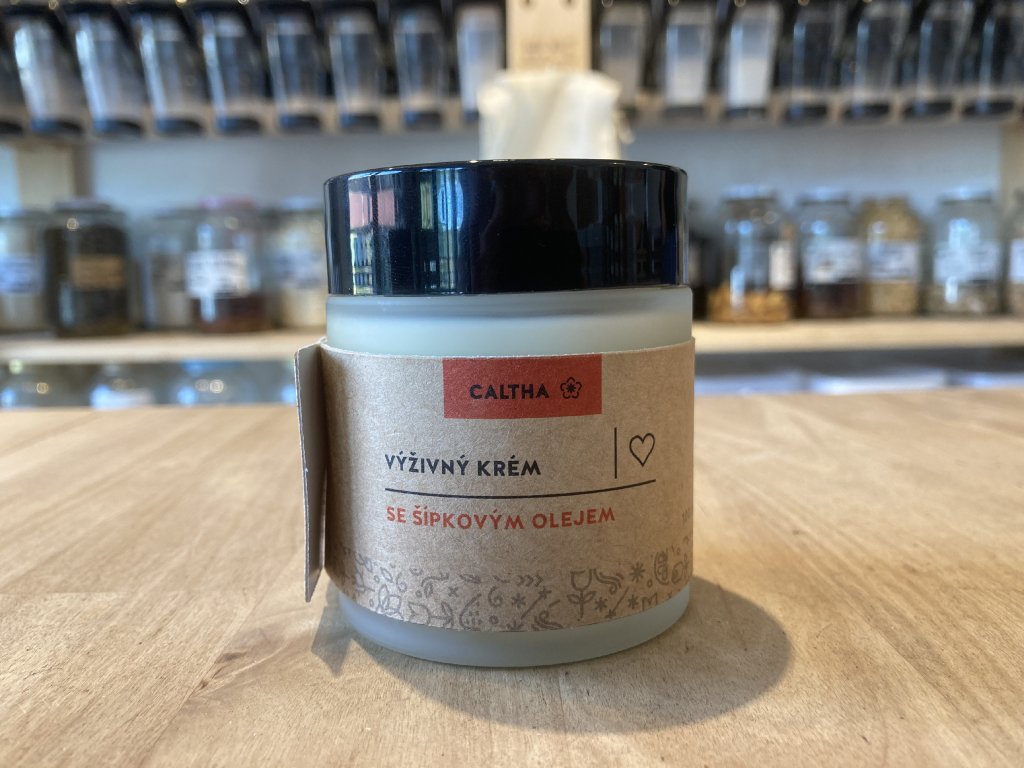 CALTHA
VÝŽIVNÝ KRÉM
SE ŠÍPKOVÝM OLEJEM